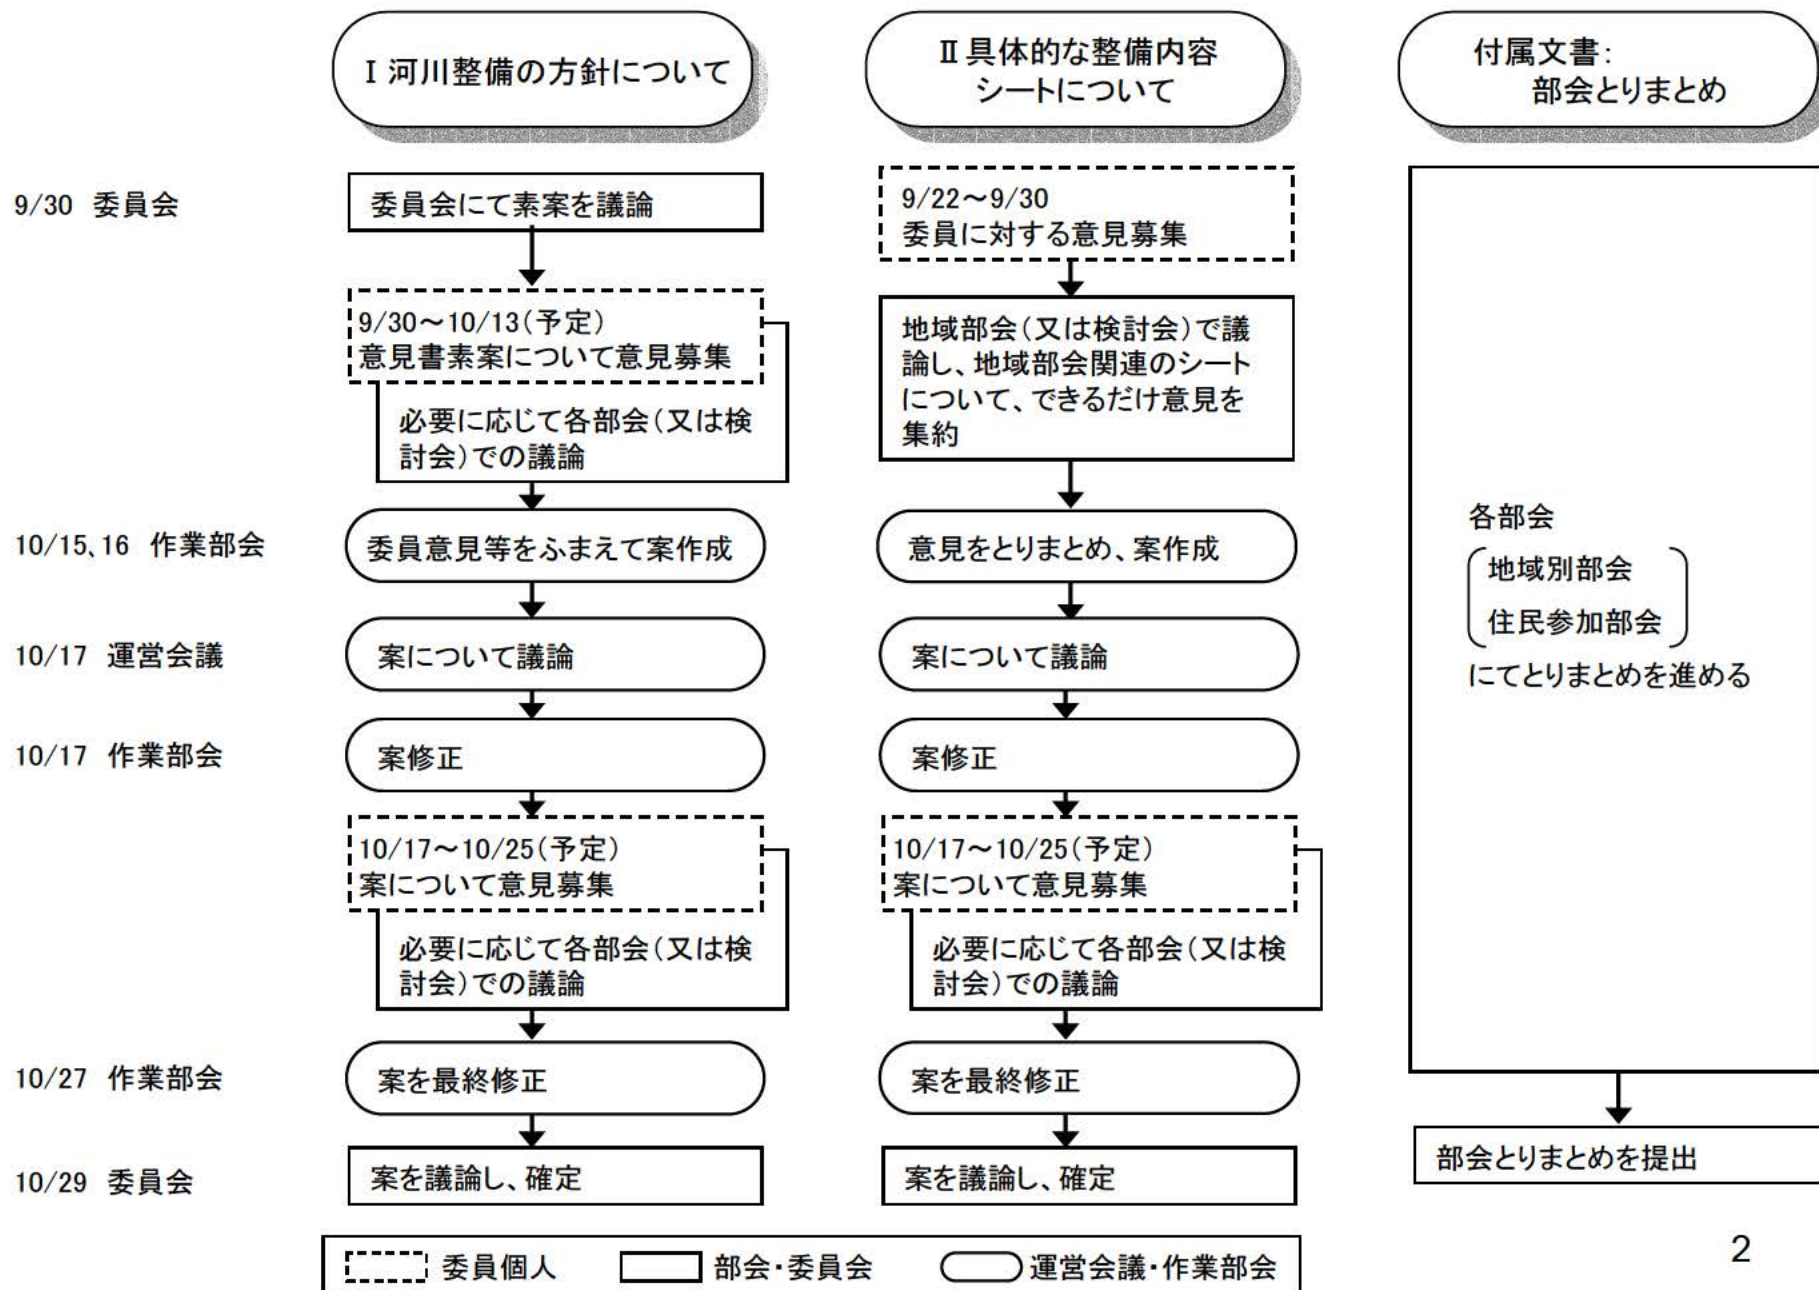 Ⅰ 河川整備の方針について
Ⅱ 具体的な整備内容
シートについて
付属文書：
部会とりまとめ
9/30 委員会
委員会にて素案を議論
9/22～9/30
委員に対する意見募集
9/30～10/13（予定）
意見書素案について意見募集
必要に応じて各部会（又は検
討会）での議論
地域部会（又は検討会）で議
論し、地域部会関連のシート
について、できるだけ意見を
集約
10/15、16 作業部会
委員意見等をふまえて案作成
意見をとりまとめ、案作成
10/17 運営会議
案について議論
案について議論
10/17 作業部会
案修正
案修正
10/17～10/25（予定）
案について意見募集
必要に応じて各部会（又は検
討会）での議論
10/17～10/25（予定）
案について意見募集
必要に応じて各部会（又は検
討会）での議論
10/27 作業部会
案を最終修正
案を最終修正
10/29 委員会
案を議論し、確定
案を議論し、確定
各部会
地域別部会
住民参加部会
にてとりまとめを進める
部会とりまとめを提出
委員個人
部会・委員会
運営会議・作業部会
2